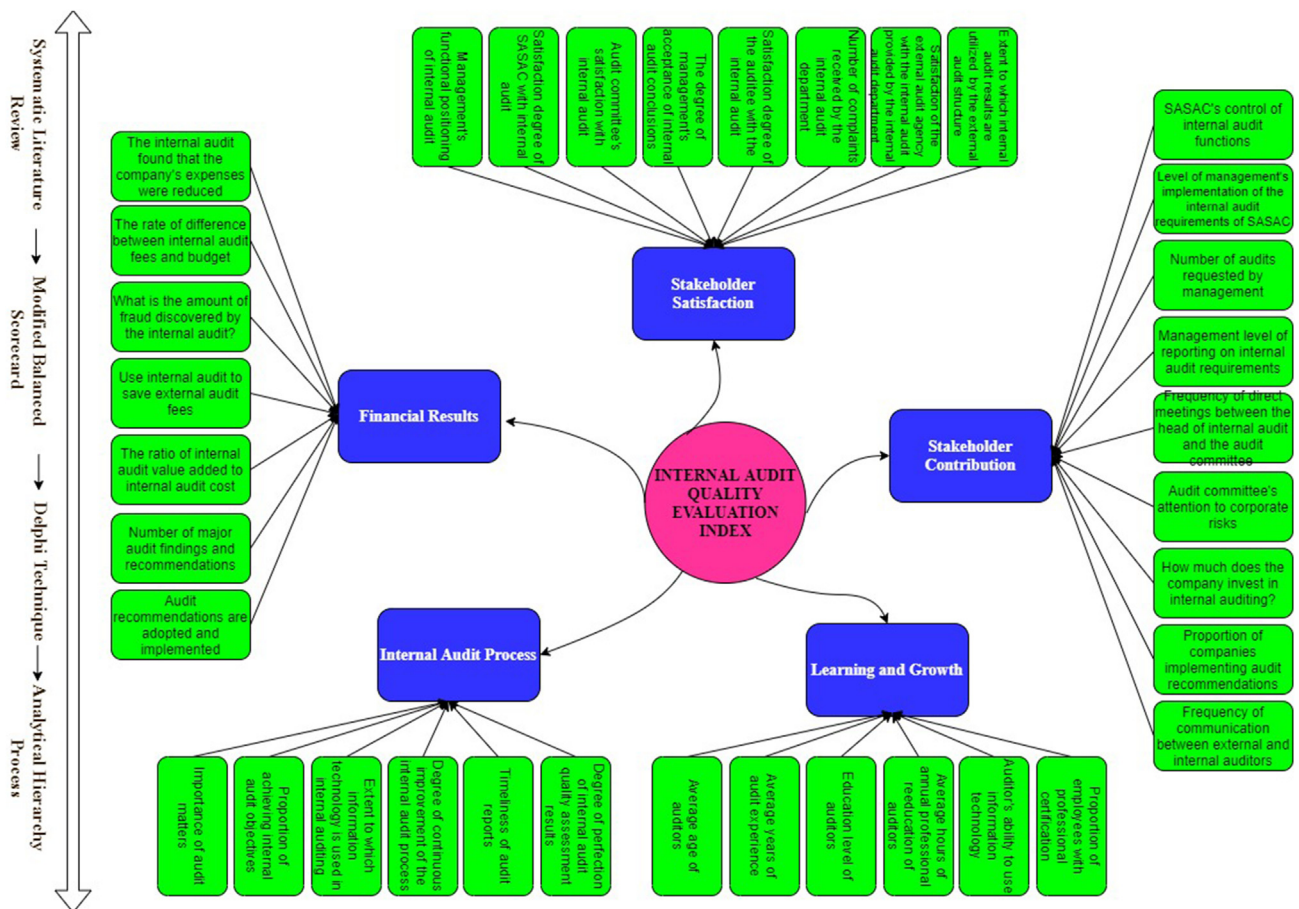 Systematic Literature
Review
Modified Balanced
Scorecard
Delphi Technique
Analytical Hierarchy
Process
Management's
functional positioning
of internal audit
Satisfaction degree of
SASAC with internal
audit
Audit committee's
satisfaction with
internal audit
The degree of
management's
acceptance of internal
audit conclusions
Satisfaction degree of
the auditee with the
internal audit
Number of complaints
received by the
internal audit
department
Satisfaction of the
external audit agency
with the internal audit
provided by the internal
audit department
Extent to which internal
audit results are
utilized by the external
audit structure
The internal audit
found that the
company's expenses
were reduced
The rate of difference
between internal audit
fees and budget
What is the amount of
fraud discovered by
the internal audit?
Use internal audit to
save external audit
fees
The ratio of internal
audit value added to
internal audit cost
Number of major
audit findings and
recommendations
Audit
recommendations are
adopted and
implemented
Stakeholder
Satisfaction
Financial Results
INTERNAL AUDIT
QUALITY
EVALUATION
INDEX
Stakeholder
Contribution
Internal Audit Process
Learning and Growth
SASAC's control of
internal audit
functions
Level of management's
implementation of the
internal audit
requirements of SASAC
Number of audits
requested by
management
Management level of
reporting on internal
audit requirements
Frequency of direct
meetings between the
head of internal audit
and the audit
committee
Audit committee's
attention to corporate
risks
How much does the
company invest in
internal auditing?
Proportion of
companies
implementing audit
recommendations
Frequency of
communication
between external and
internal auditors
Importance of audit
matters
Proportion of
achieving internal
audit objectives
Extent to which
information
technology is used in
internal auditing
Degree of continuous
improvement of the
internal audit process
Timeliness of audit
reports
Degree of perfection
of internal audit
quality assessment
results
Average age of
auditors
Average years of
audit experience
Education level of
auditors
Average hours of
annual professional
reeducation of
auditors
Auditor's ability to use
information
technology
Proportion of
employees with
professional
certification